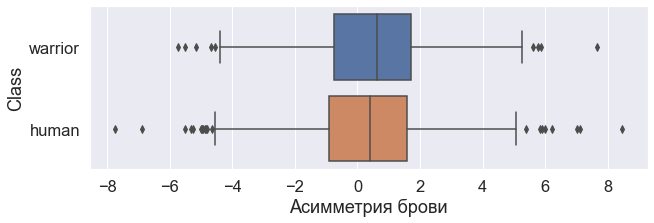 Class
warrior
human
−8 −6 −4 −2 0 2 4 6 8
Асимметрия брови